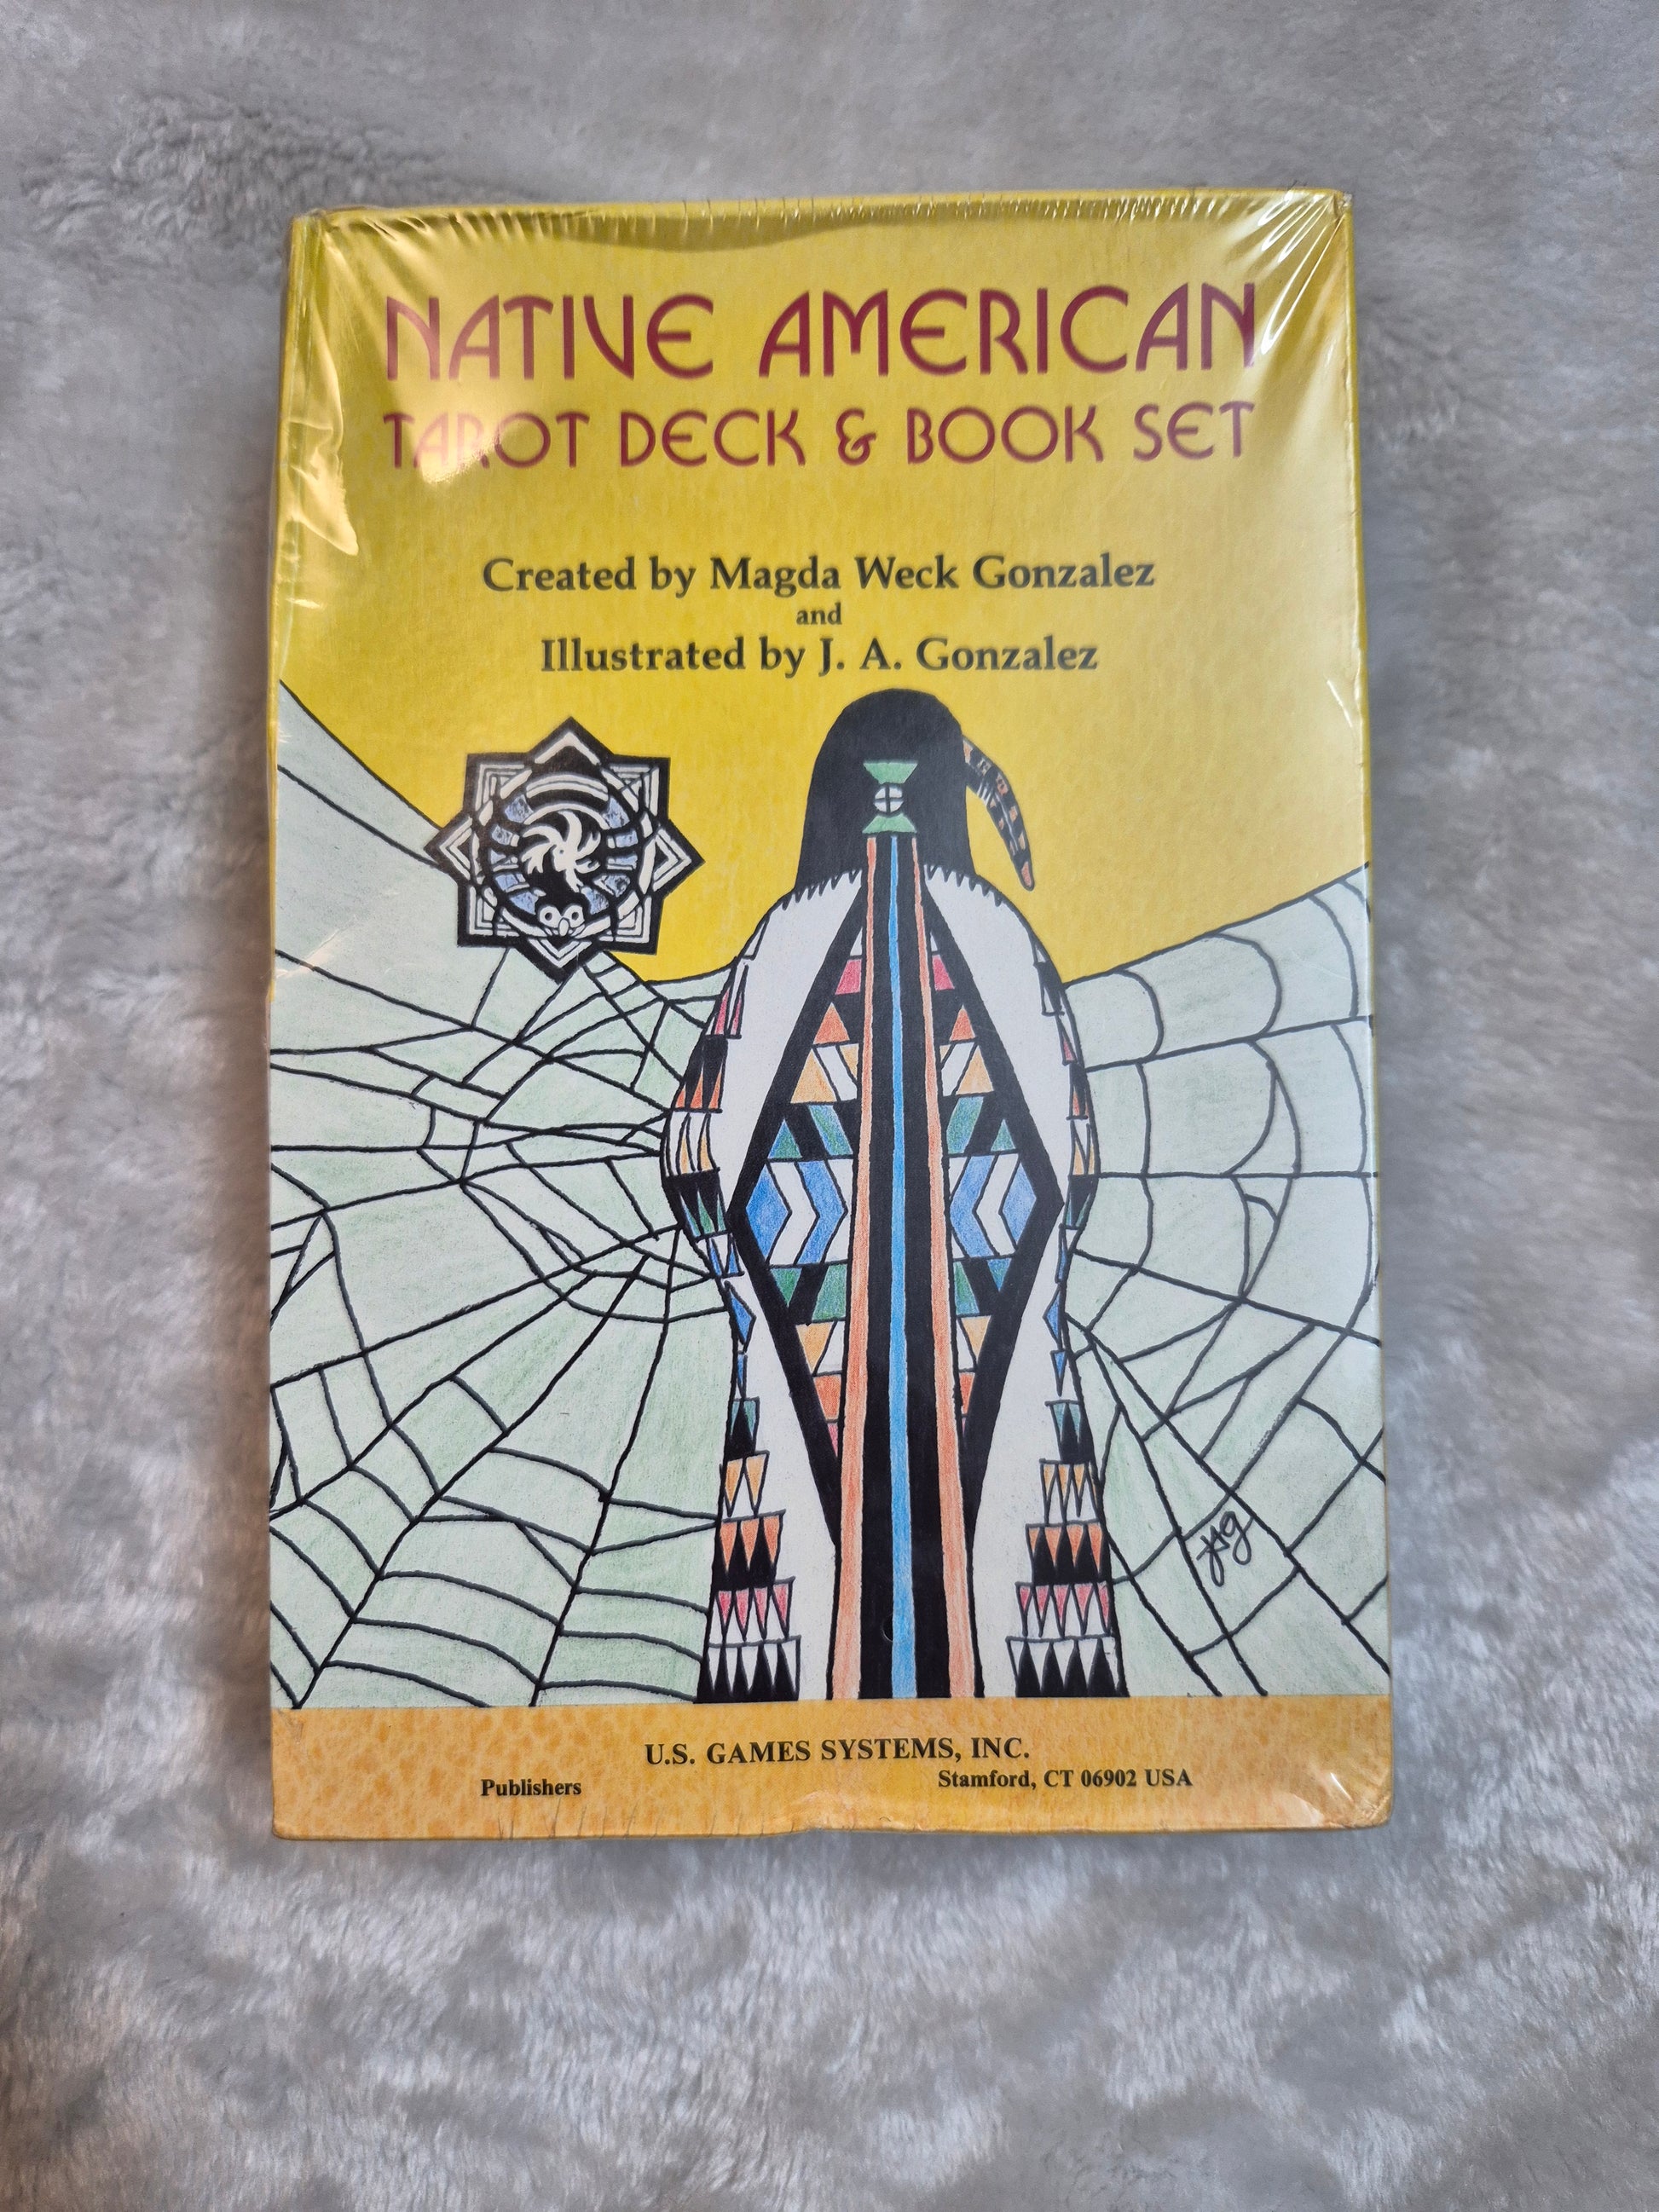 NATIVE AMERICAN
TAROT DECK & BOOK SET
Created by Magda Weck Gonzalez
and
Illustrated by J. A. Gonzalez
jag
U.S. GAMES SYSTEMS, INC.
Publishers Stamford, CT 06902 USA